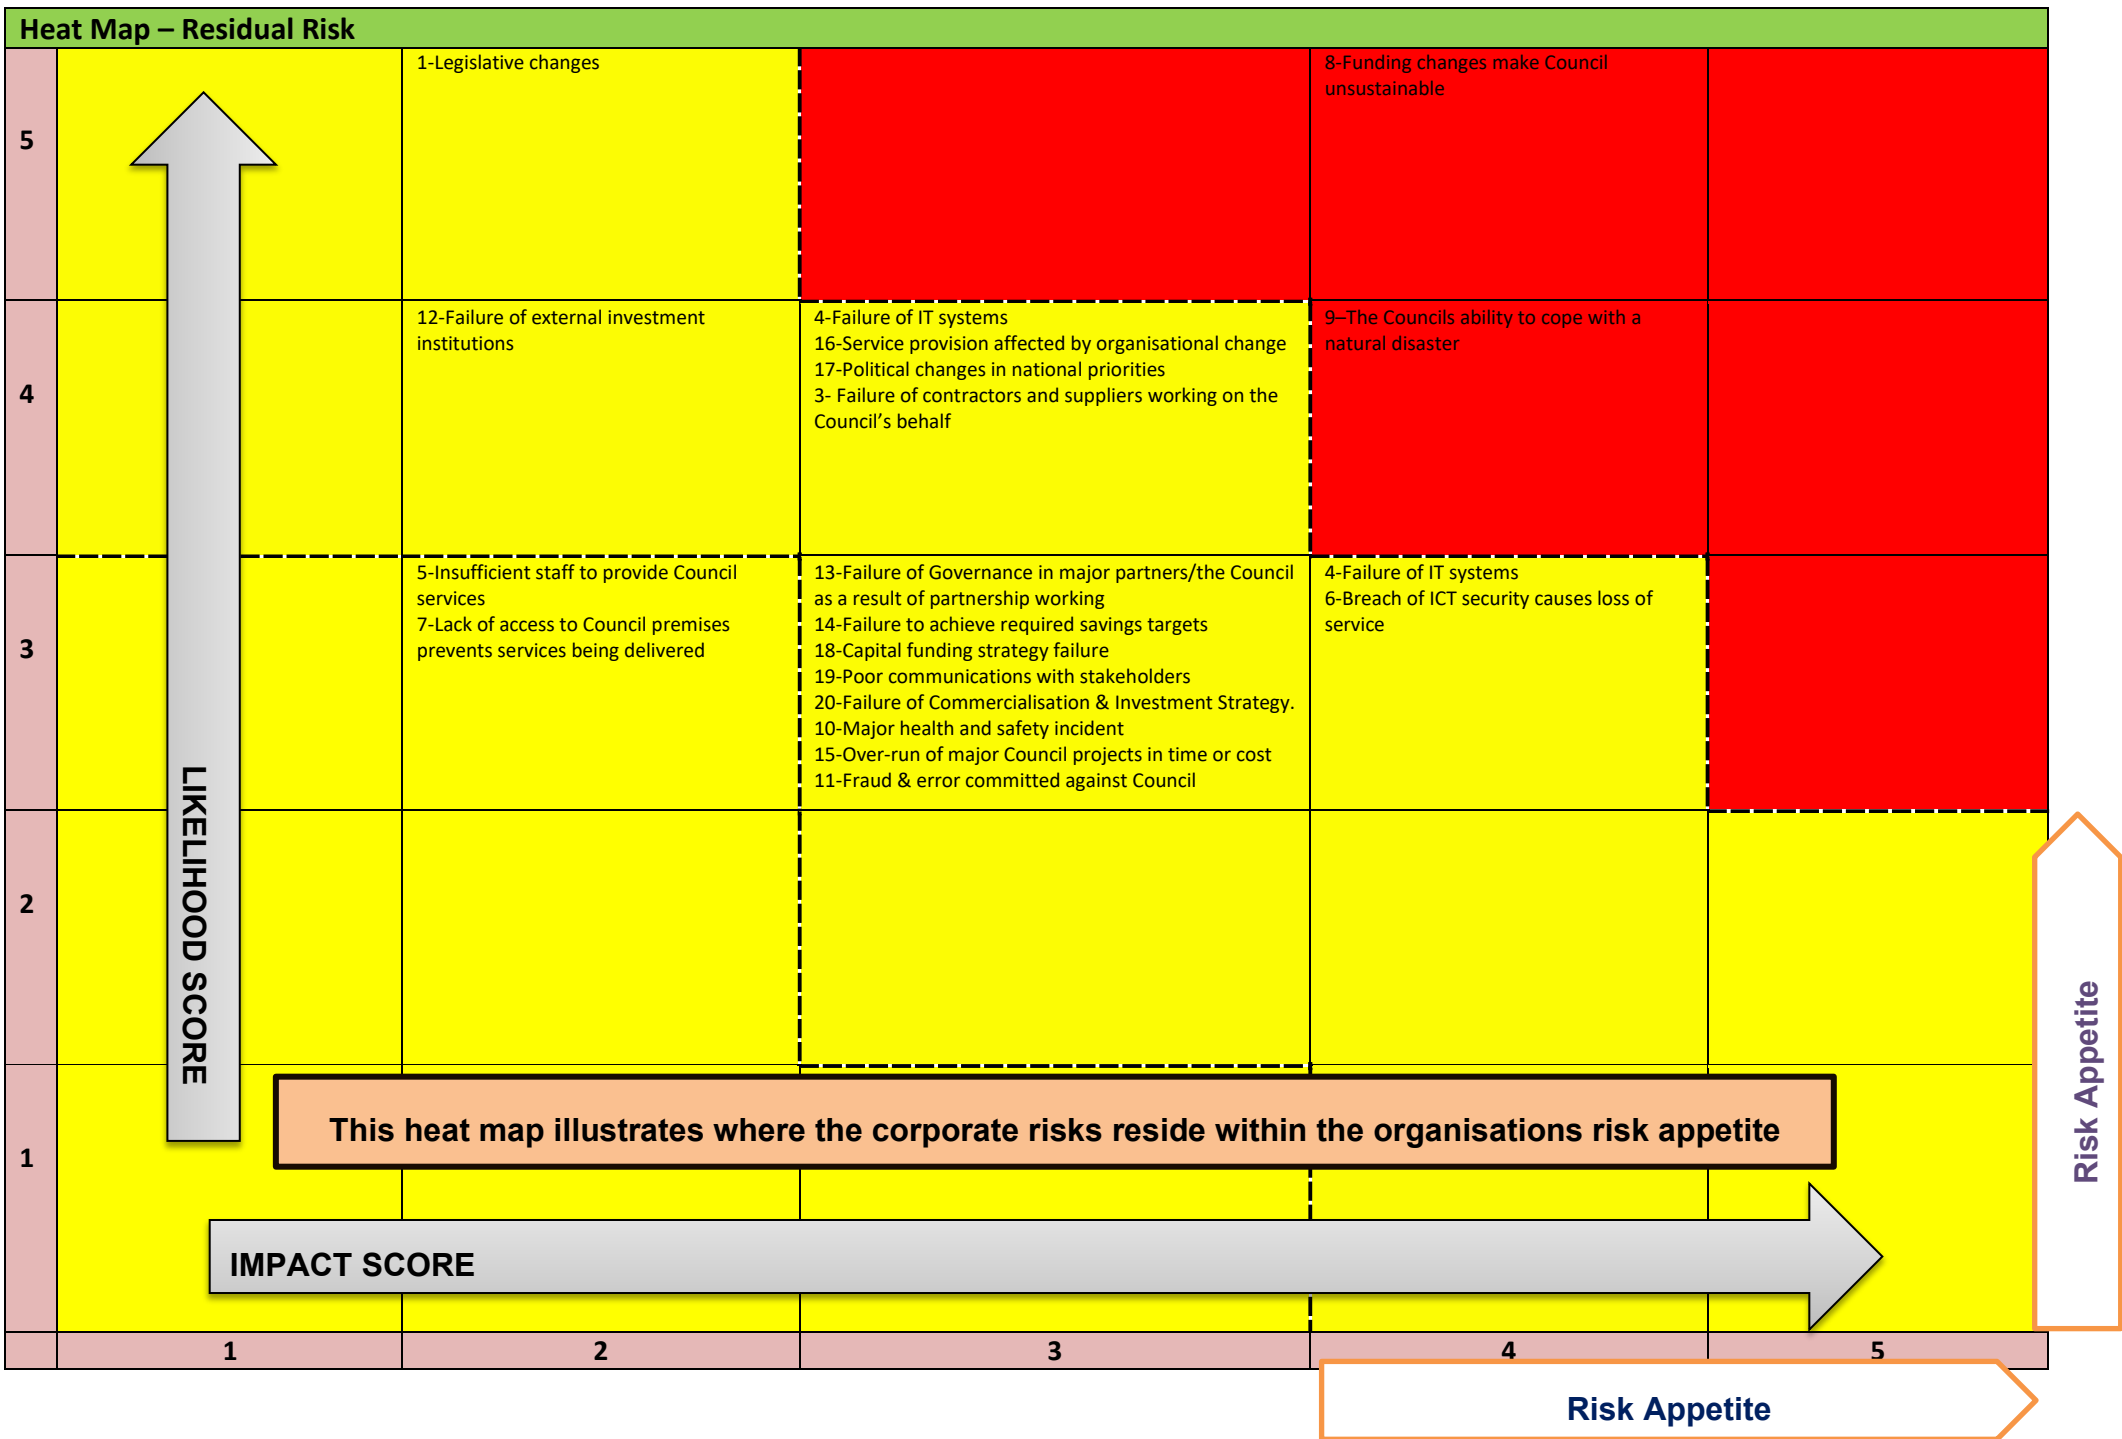 Heat Map – Residual Risk
5
1-Legislative changes
8-Funding changes make Council
unsustainable
4
12-Failure of external investment
institutions
4-Failure of IT systems
16-Service provision affected by organisational change
17-Political changes in national priorities
3- Failure of contractors and suppliers working on the
Council’s behalf
9–The Councils ability to cope with a
natural disaster
3
5-Insufficient staff to provide Council
services
7-Lack of access to Council premises
prevents services being delivered
13-Failure of Governance in major partners/the Council
as a result of partnership working
14-Failure to achieve required savings targets
18-Capital funding strategy failure
19-Poor communications with stakeholders
20-Failure of Commercialisation & Investment Strategy.
10-Major health and safety incident
15-Over-run of major Council projects in time or cost
11-Fraud & error committed against Council
4-Failure of IT systems
6-Breach of ICT security causes loss of
service
LIKELIHOOD SCORE
2
Risk Appetite
1
This heat map illustrates where the corporate risks reside within the organisations risk appetite
IMPACT SCORE
1
2
3
4
5
Risk Appetite